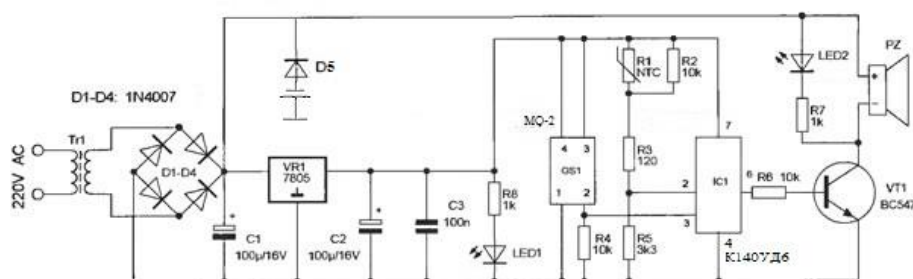 D5
LED2
PZ
+
-
R1
NTC
R2
10k
D1-D4: 1N4007
R7
1k
MQ-2
7
Tr1
220V AC
D1-D4
VR1
7805
4 3
GS1
1 2
R3
120
IC1
2
3
6
R6 10k
VT1
BC547
R8
1k
C3
100n
+
C1
100μ/16V
+
C2
100μ/16V
LED1
R4
10k
R5
3k3
4
К140УД6